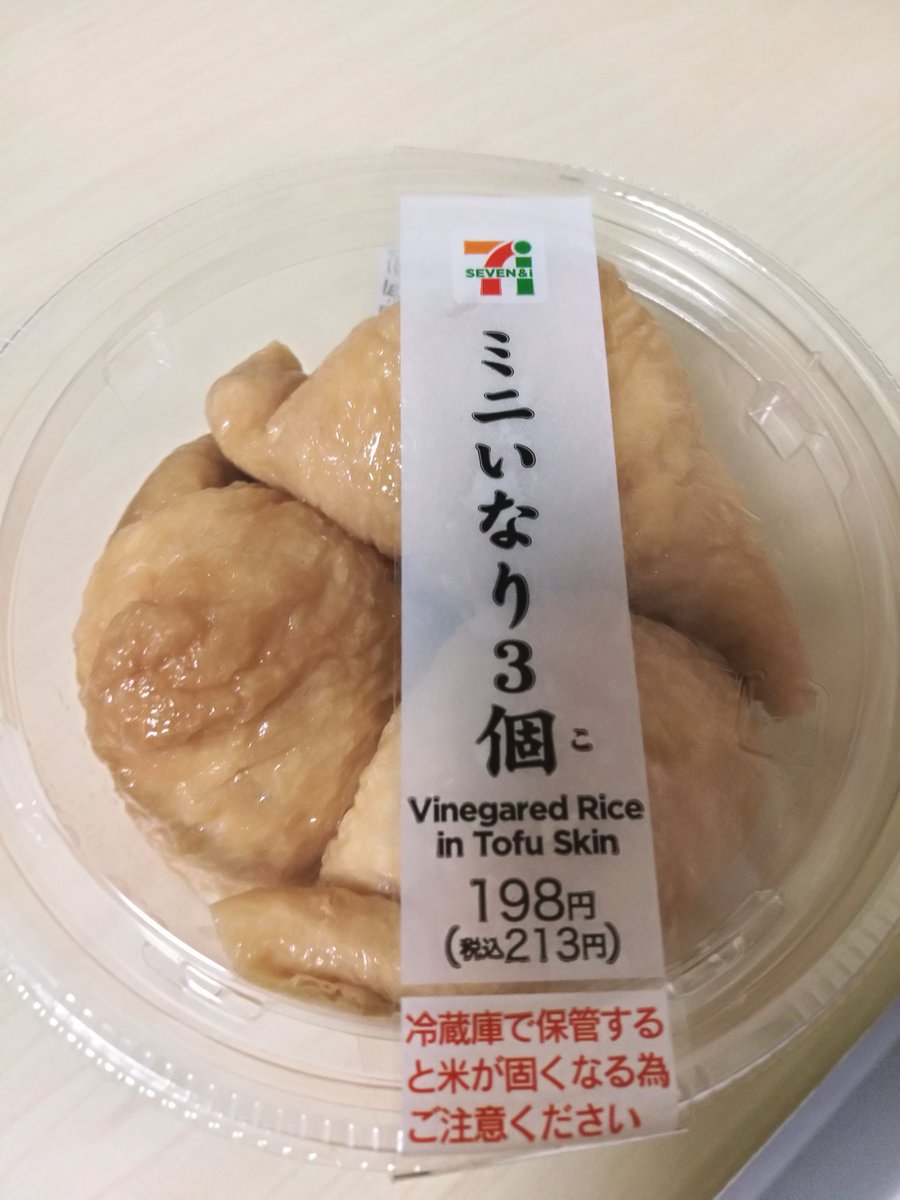 SEVEN&i
ミニいなり3個
こ
Vinegared Rice
in Tofu Skin
198円
(税込213円)
冷蔵庫で保管する
と米が固くなる為
ご注意ください